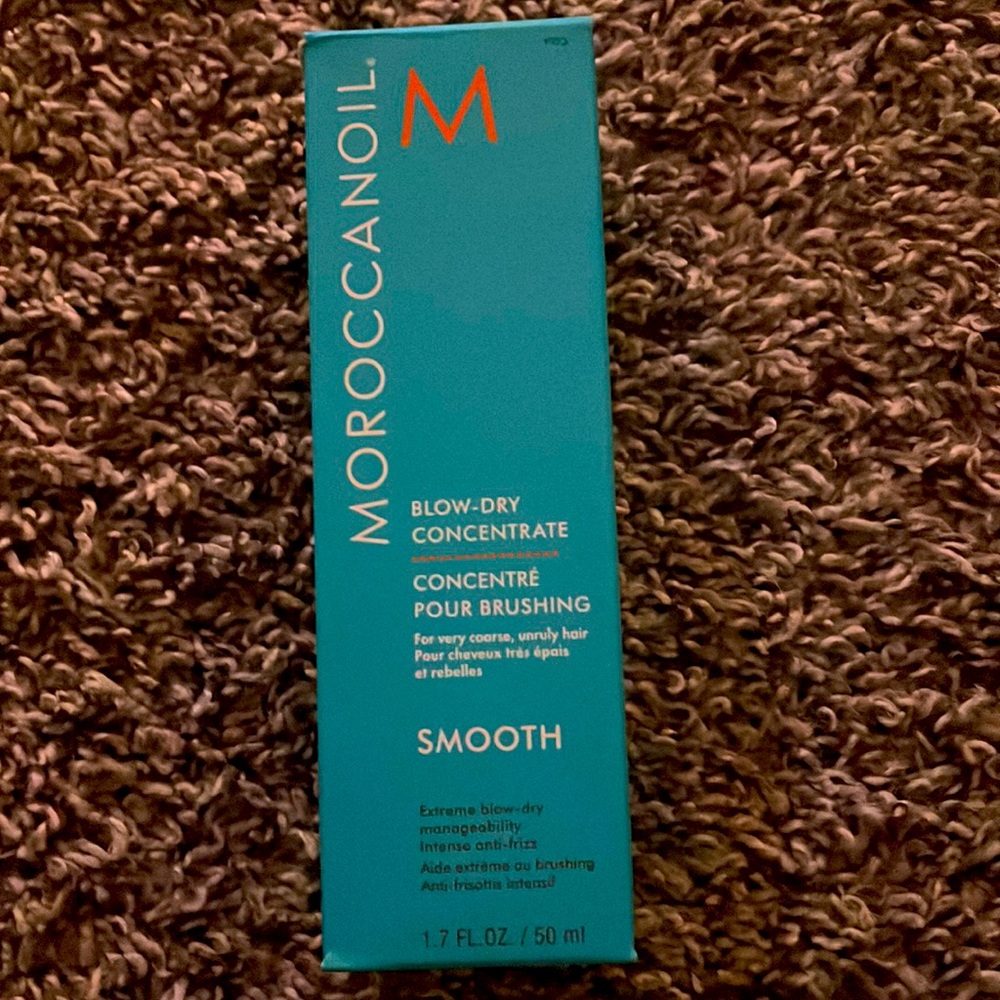 MOROCCANOIL®
M
BLOW-DRY
CONCENTRATE
CONCENTRÉ
POUR BRUSHING
For very coarse, unruly hair
Pour cheveux très épais
et rebelles
SMOOTH
Extreme blow-dry
manageability
Intense anti-frizz
Aide extrême au brushing
Anti-frisottis intensif
1.7 FL.OZ. / 50 ml